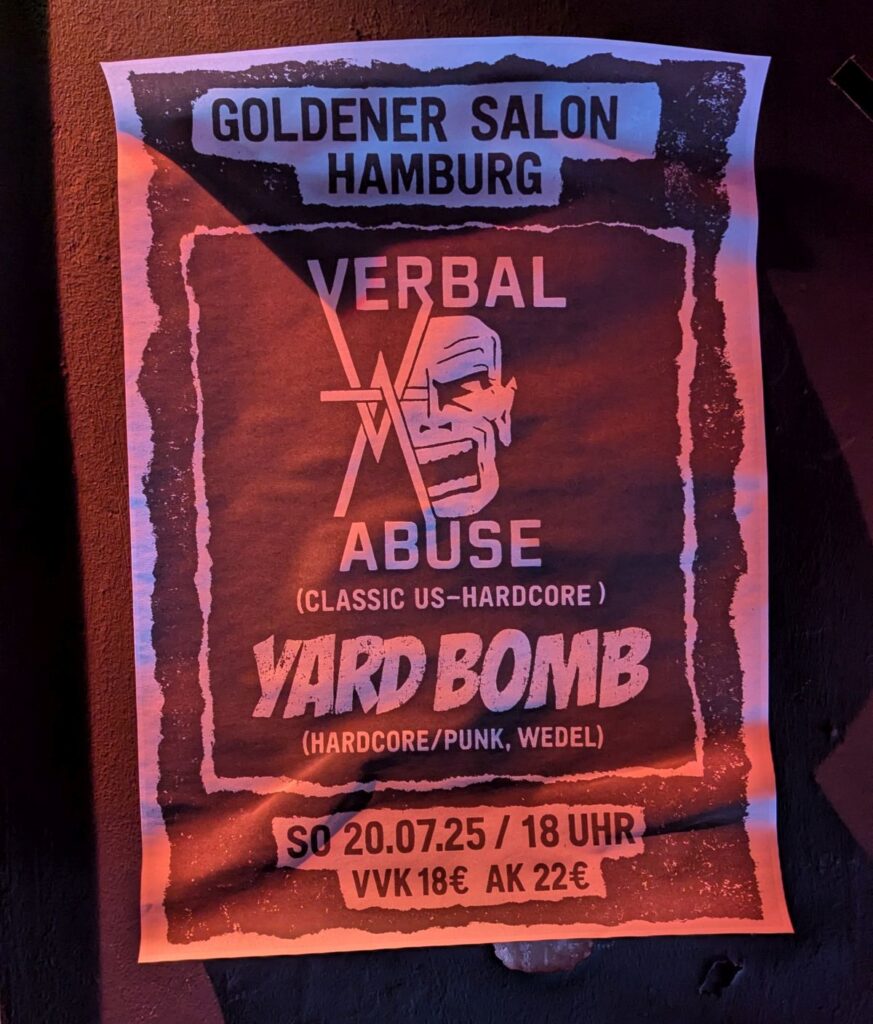 GOLDENER SALON
HAMBURG
VERBAL
VA
ABUSE
(CLASSIC US-HARDCORE)
YARD BOMB
(HARDCORE/PUNK, WEDEL)
SO 20.07.25 / 18 UHR
VVK 18€ AK 22€